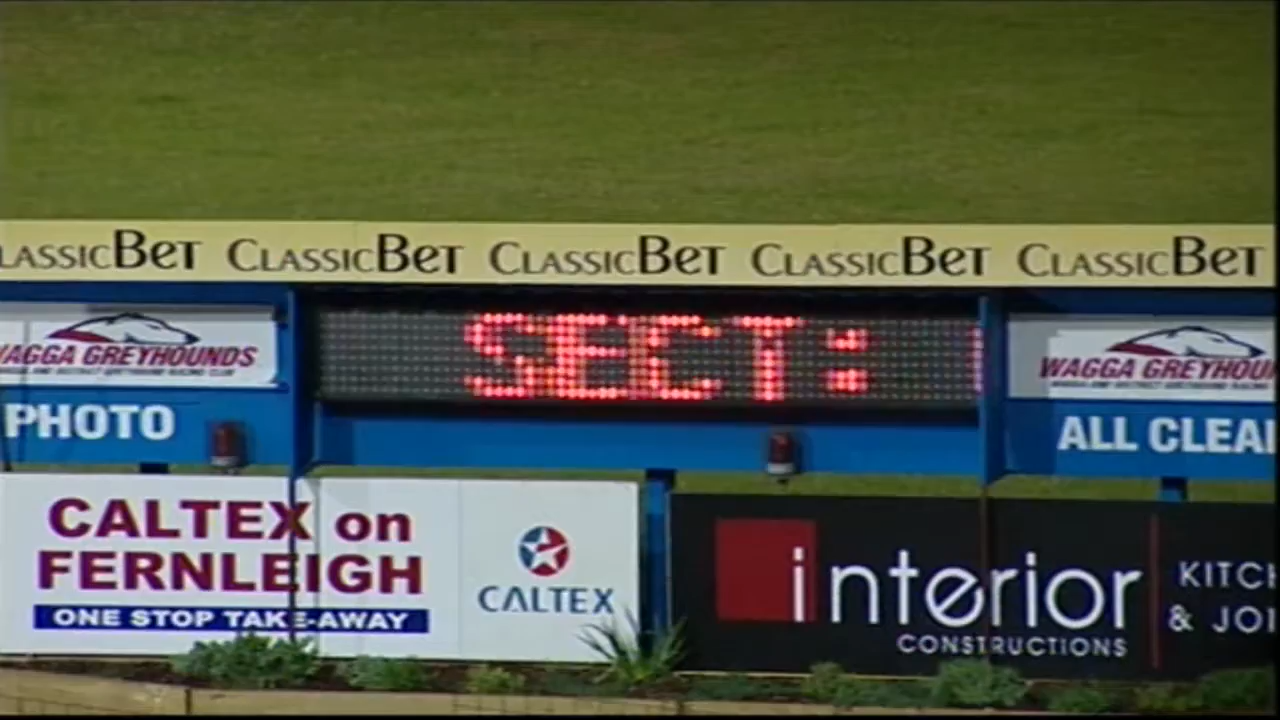 CLASSICBET CLASSICBET CLASSICBET CLASSICBET CLASSICBET
SECT:
WAGGA GREYHOUNDS
PHOTO
WAGGA GREYHOU
ALL CLEA
CALTEX on
FERNLEIGH
ONE STOP TAKE-AWAY
CALTEX
interior
CONSTRUCTIONS
KITCH
& JOI